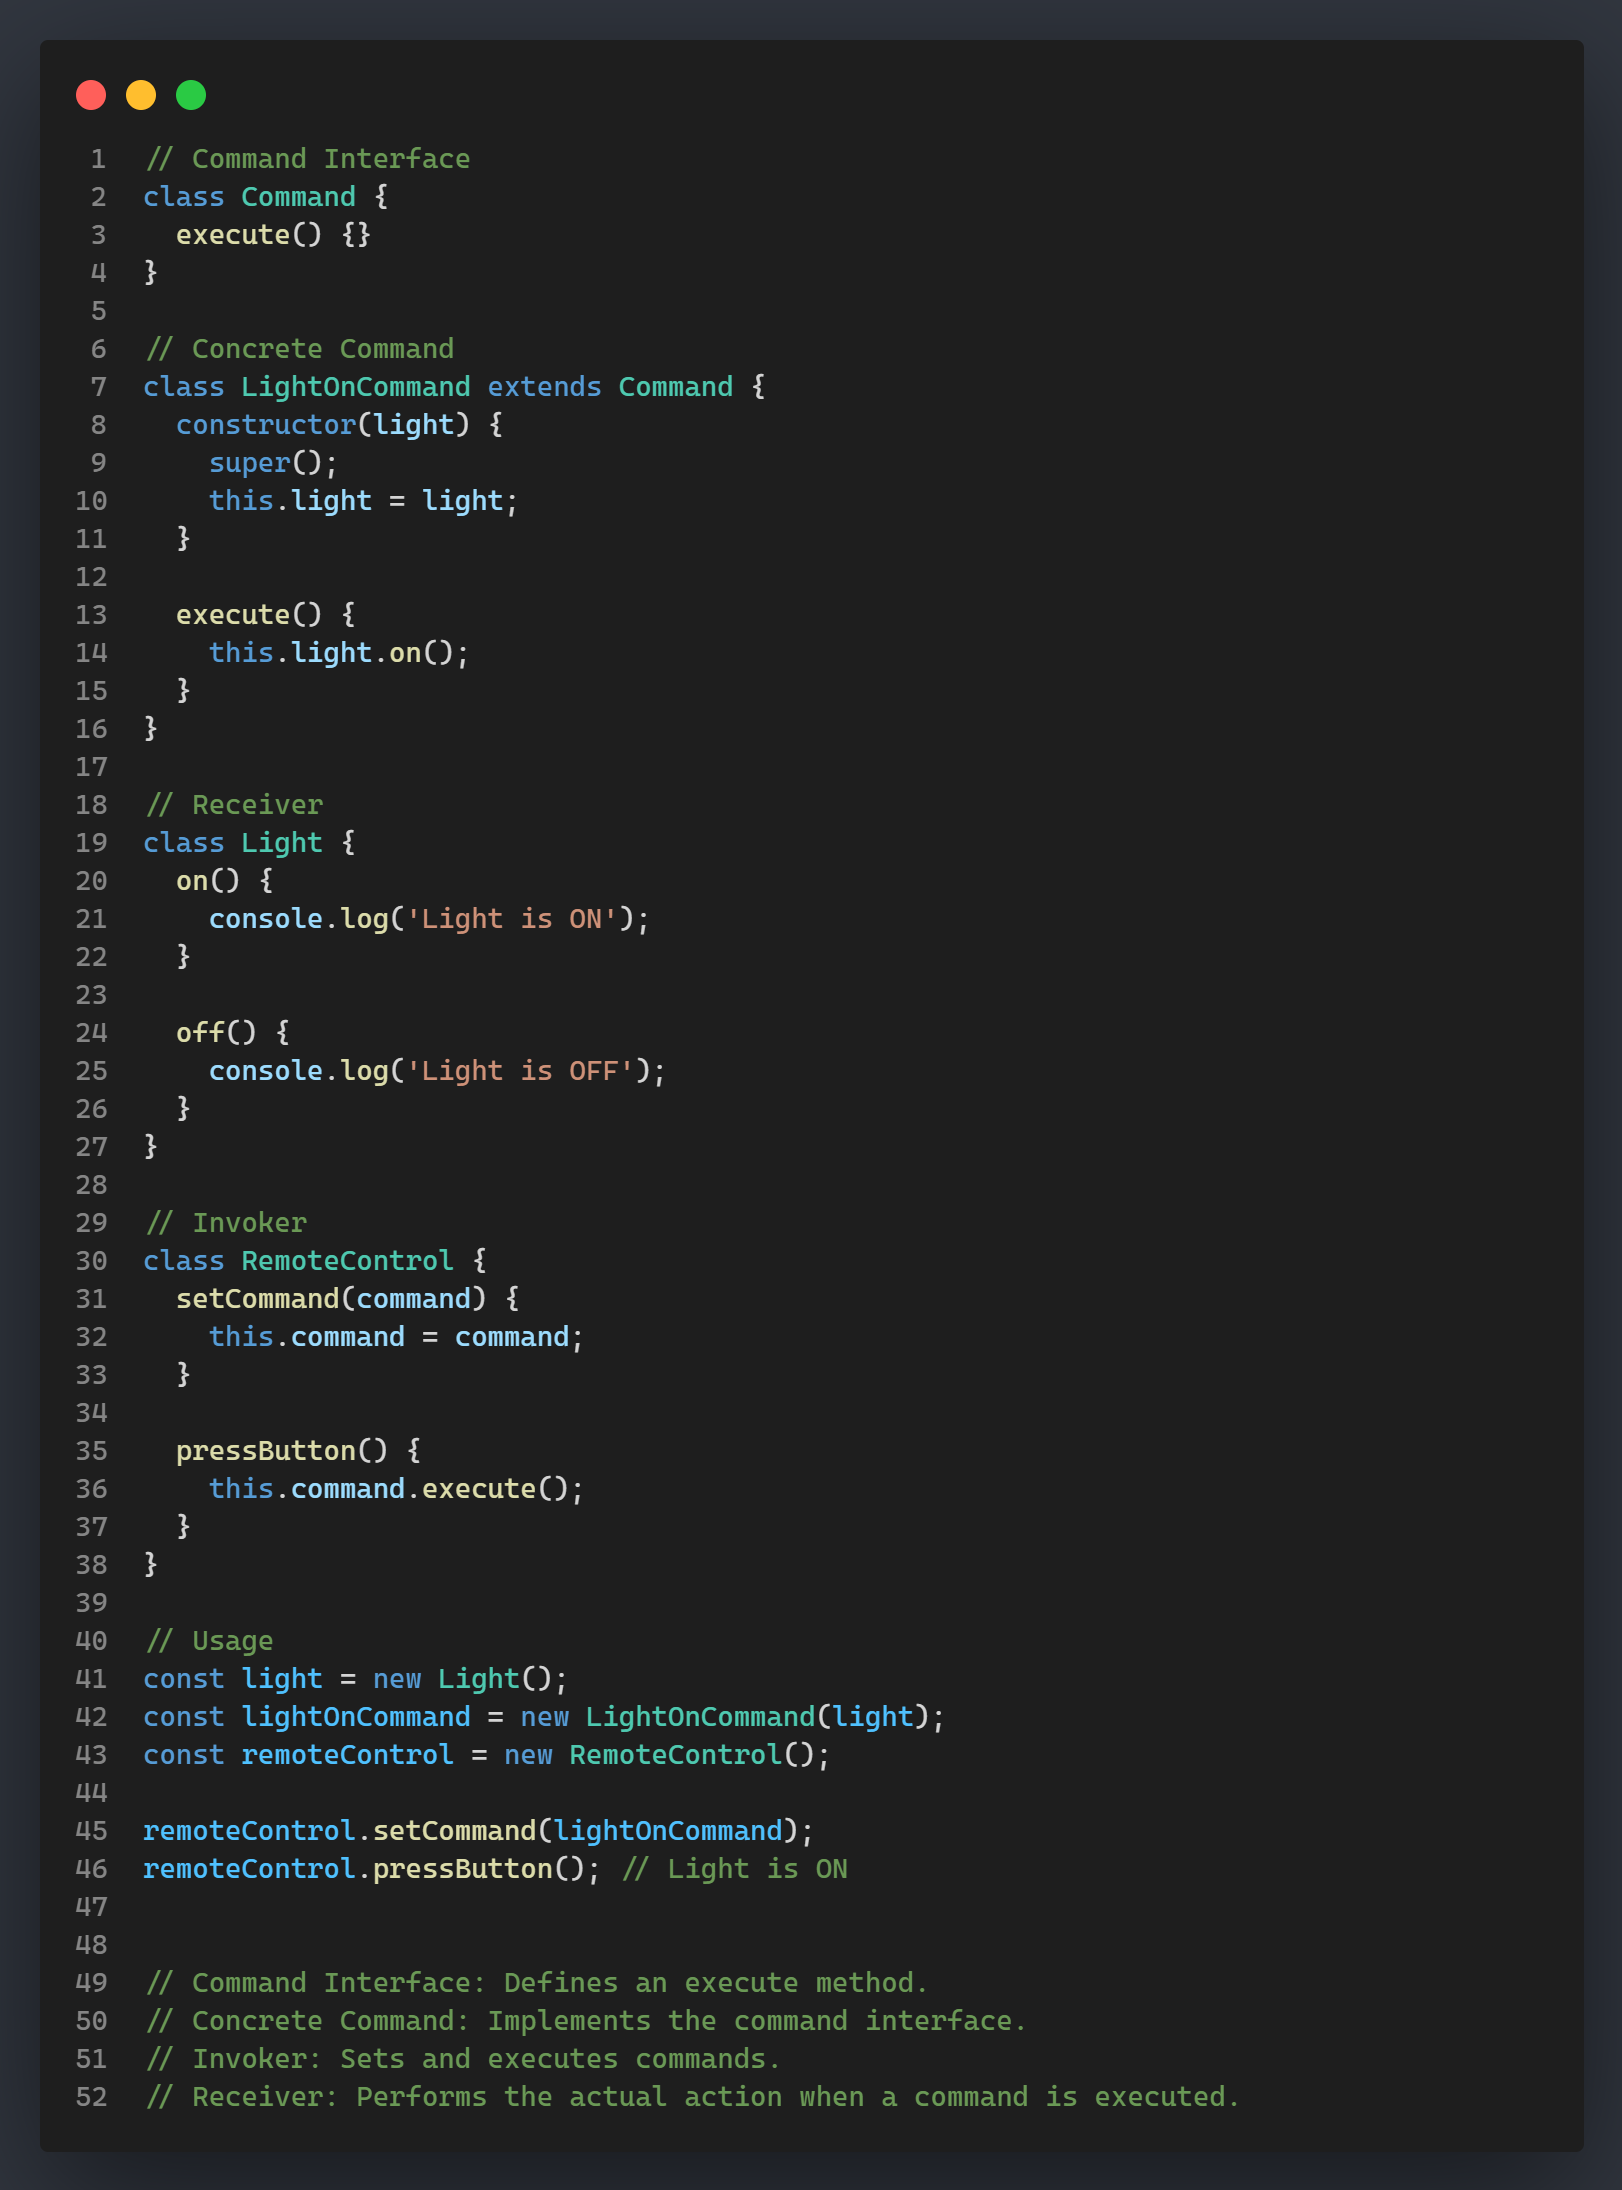 1 // Command Interface
2 class Command {
3   execute() {}
4 }
5
6 // Concrete Command
7 class LightOnCommand extends Command {
8   constructor(light) {
9     super();
10     this.light = light;
11   }
12
13   execute() {
14     this.light.on();
15   }
16 }
17
18 // Receiver
19 class Light {
20   on() {
21     console.log('Light is ON');
22   }
23
24   off() {
25     console.log('Light is OFF');
26   }
27 }
28
29 // Invoker
30 class RemoteControl {
31   setCommand(command) {
32     this.command = command;
33   }
34
35   pressButton() {
36     this.command.execute();
37   }
38 }
39
40 // Usage
41 const light = new Light();
42 const lightOnCommand = new LightOnCommand(light);
43 const remoteControl = new RemoteControl();
44
45 remoteControl.setCommand(lightOnCommand);
46 remoteControl.pressButton(); // Light is ON
47
48
49 // Command Interface: Defines an execute method.
50 // Concrete Command: Implements the command interface.
51 // Invoker: Sets and executes commands.
52 // Receiver: Performs the actual action when a command is executed.